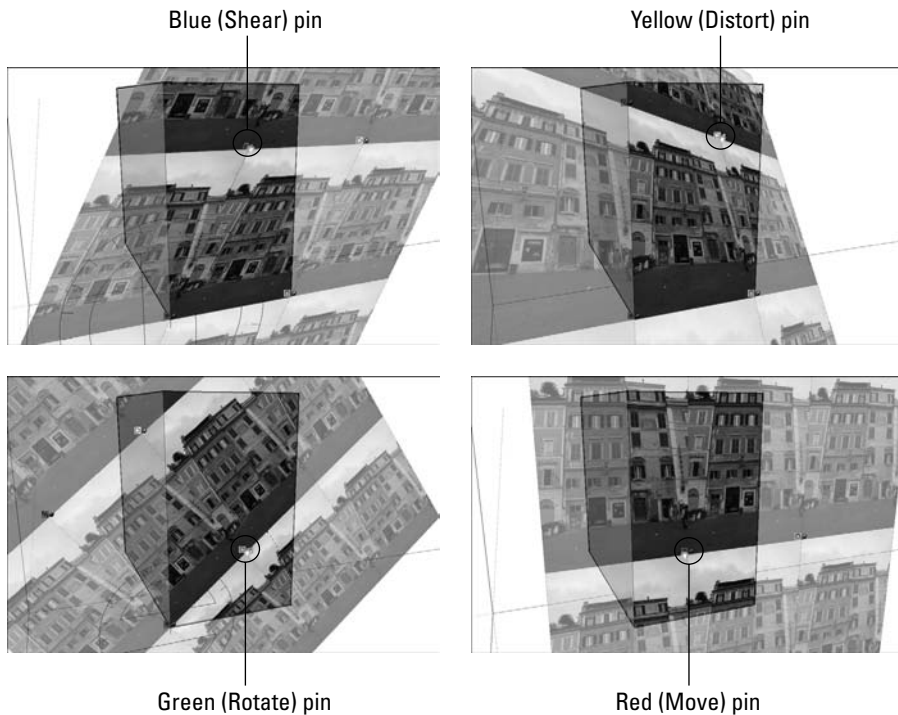 Blue (Shear) pin
Yellow (Distort) pin
Green (Rotate) pin
Red (Move) pin